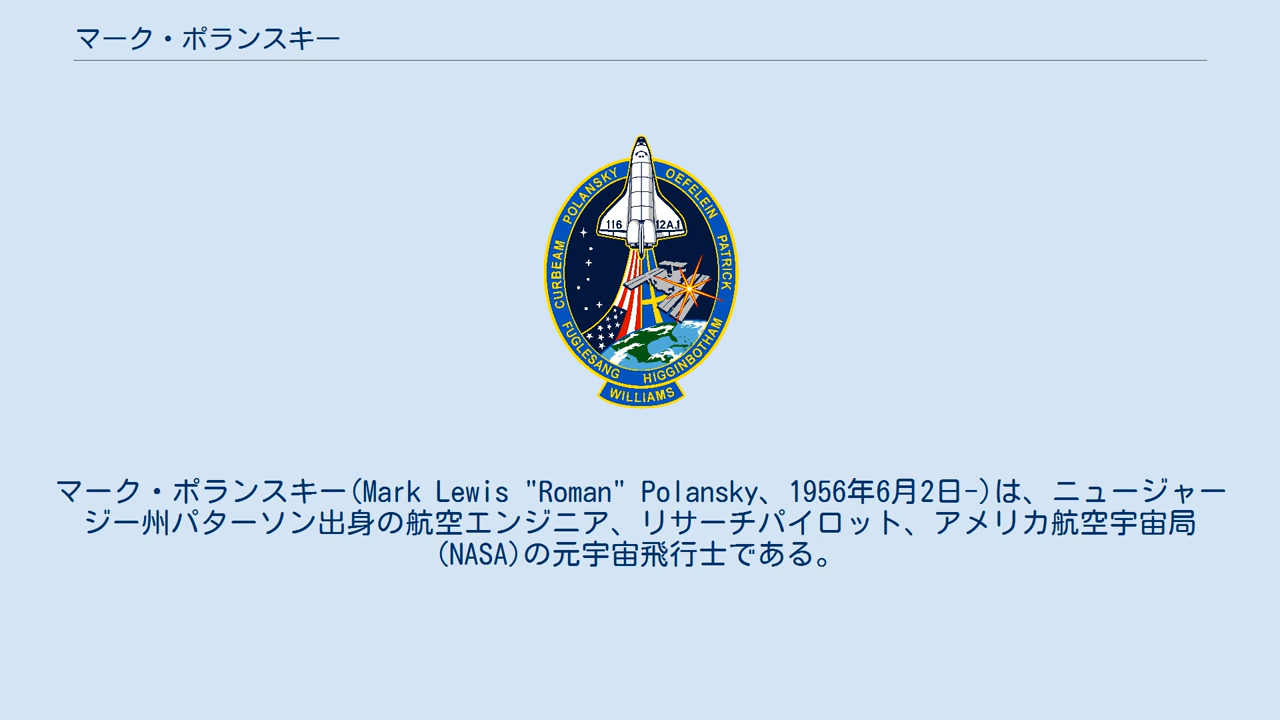 マーク・ポランスキー
POLANSKY
OEFELEIN
CURBEAM
116
12A.1
PATRICK
FUGLESANG
HIGGINBOTHAM
WILLIAMS
マーク・ポランスキー(Mark Lewis "Roman" Polansky、1956年6月2日-)は、ニュージャー
ジー州パターソン出身の航空エンジニア、リサーチパイロット、アメリカ航空宇宙局
(NASA)の元宇宙飛行士である。